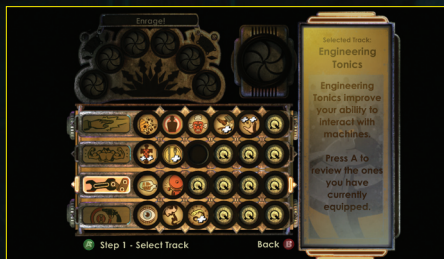 Enrage!
Selected Track:
Engineering
Tonics
Engineering
Tonics improve
your ability to
interact with
machines.
Press A to
review the ones
you have
currently
equipped.
Step 1 - Select Track
Back